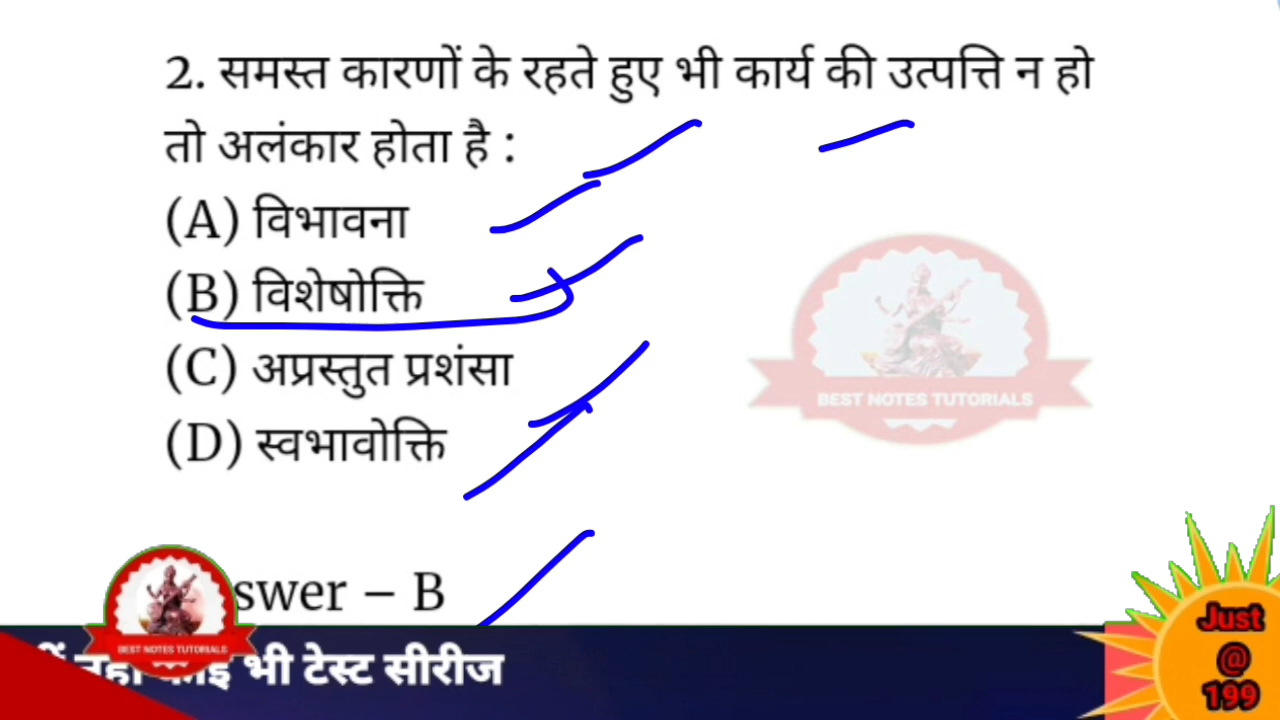 2. समस्त कारणों के रहते हुए भी कार्य की उत्पत्ति न हो
तो अलंकार होता है :
(A) विभावना
(B) विशेषोक्ति
(C) अप्रस्तुत प्रशंसा
(D) स्वभावोक्ति
BEST NOTES TUTORIALS
swer – B
BEST NOTES TUTORIALS
भी टेस्ट सीरीज
Just
@
199